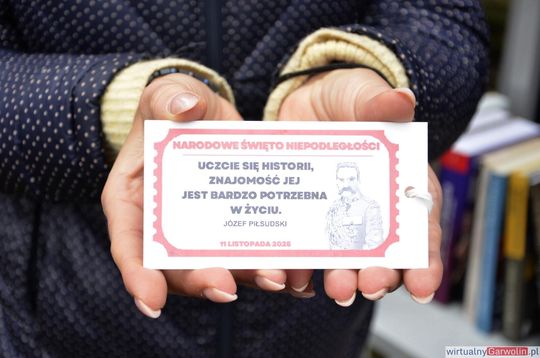 NARODOWE ŚWIĘTO NIEPODLEGŁOŚCI
UCZCIE SIĘ HISTORII,
ZNAJOMOŚĆ JEJ
JEST BARDZO POTRZEBNA
W ŻYCIU.
JÓZEF PIŁSUDSKI
11 LISTOPADA 2025
wirtualnyGarwolin.pl